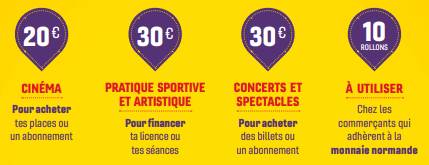 20€
CINÉMA
Pour acheter
tes places ou
un abonnement
30€
PRATIQUE SPORTIVE
ET ARTISTIQUE
Pour financer
ta licence ou
tes séances
30€
CONCERTS ET
SPECTACLES
Pour acheter
des billets ou
un abonnement
10
ROLLONS
À UTILISER
Chez les
commerçants qui
adhèrent à la
monnaie normande